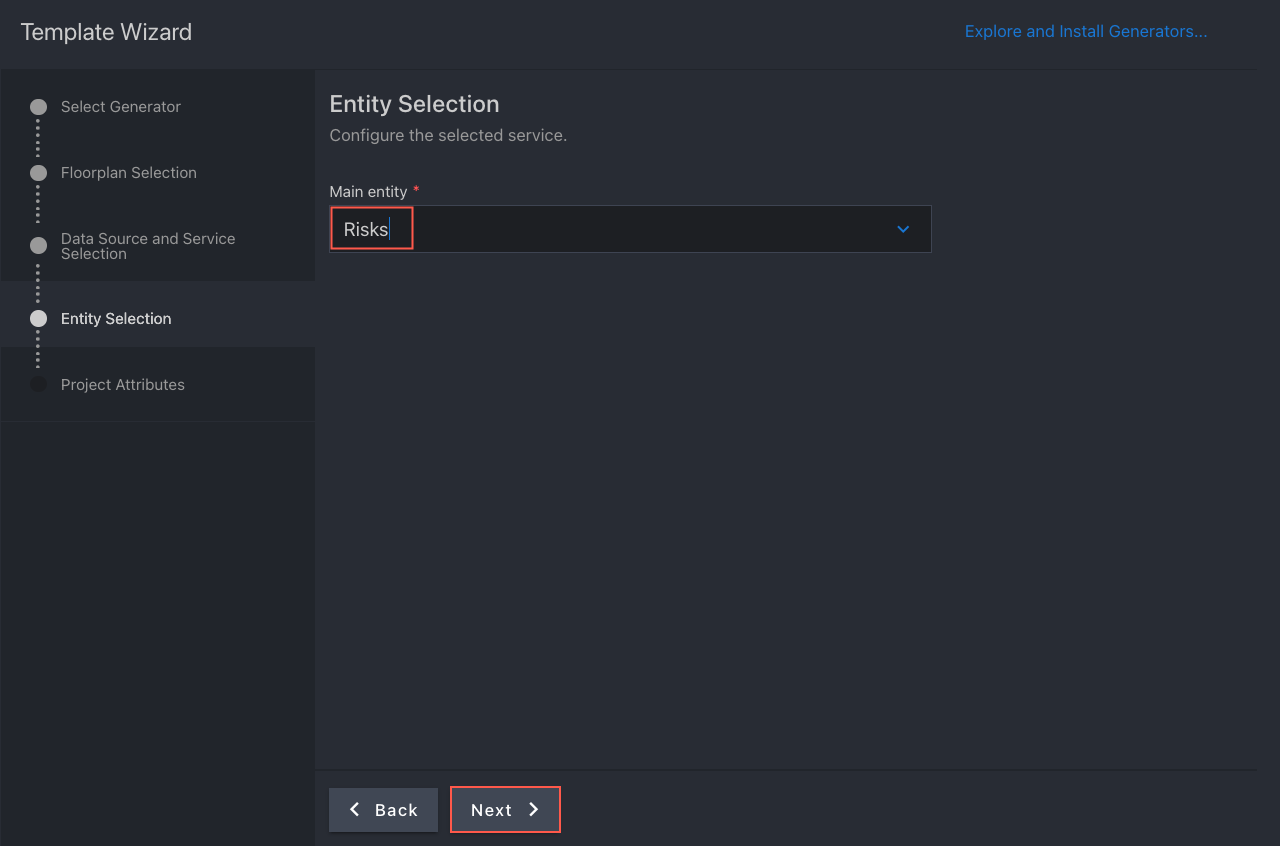 Template Wizard
Explore and Install Generators...
Select Generator
Floorplan Selection
Data Source and Service
Selection
Entity Selection
Project Attributes
Entity Selection
Configure the selected service.
Main entity *
Risks
Back
Next